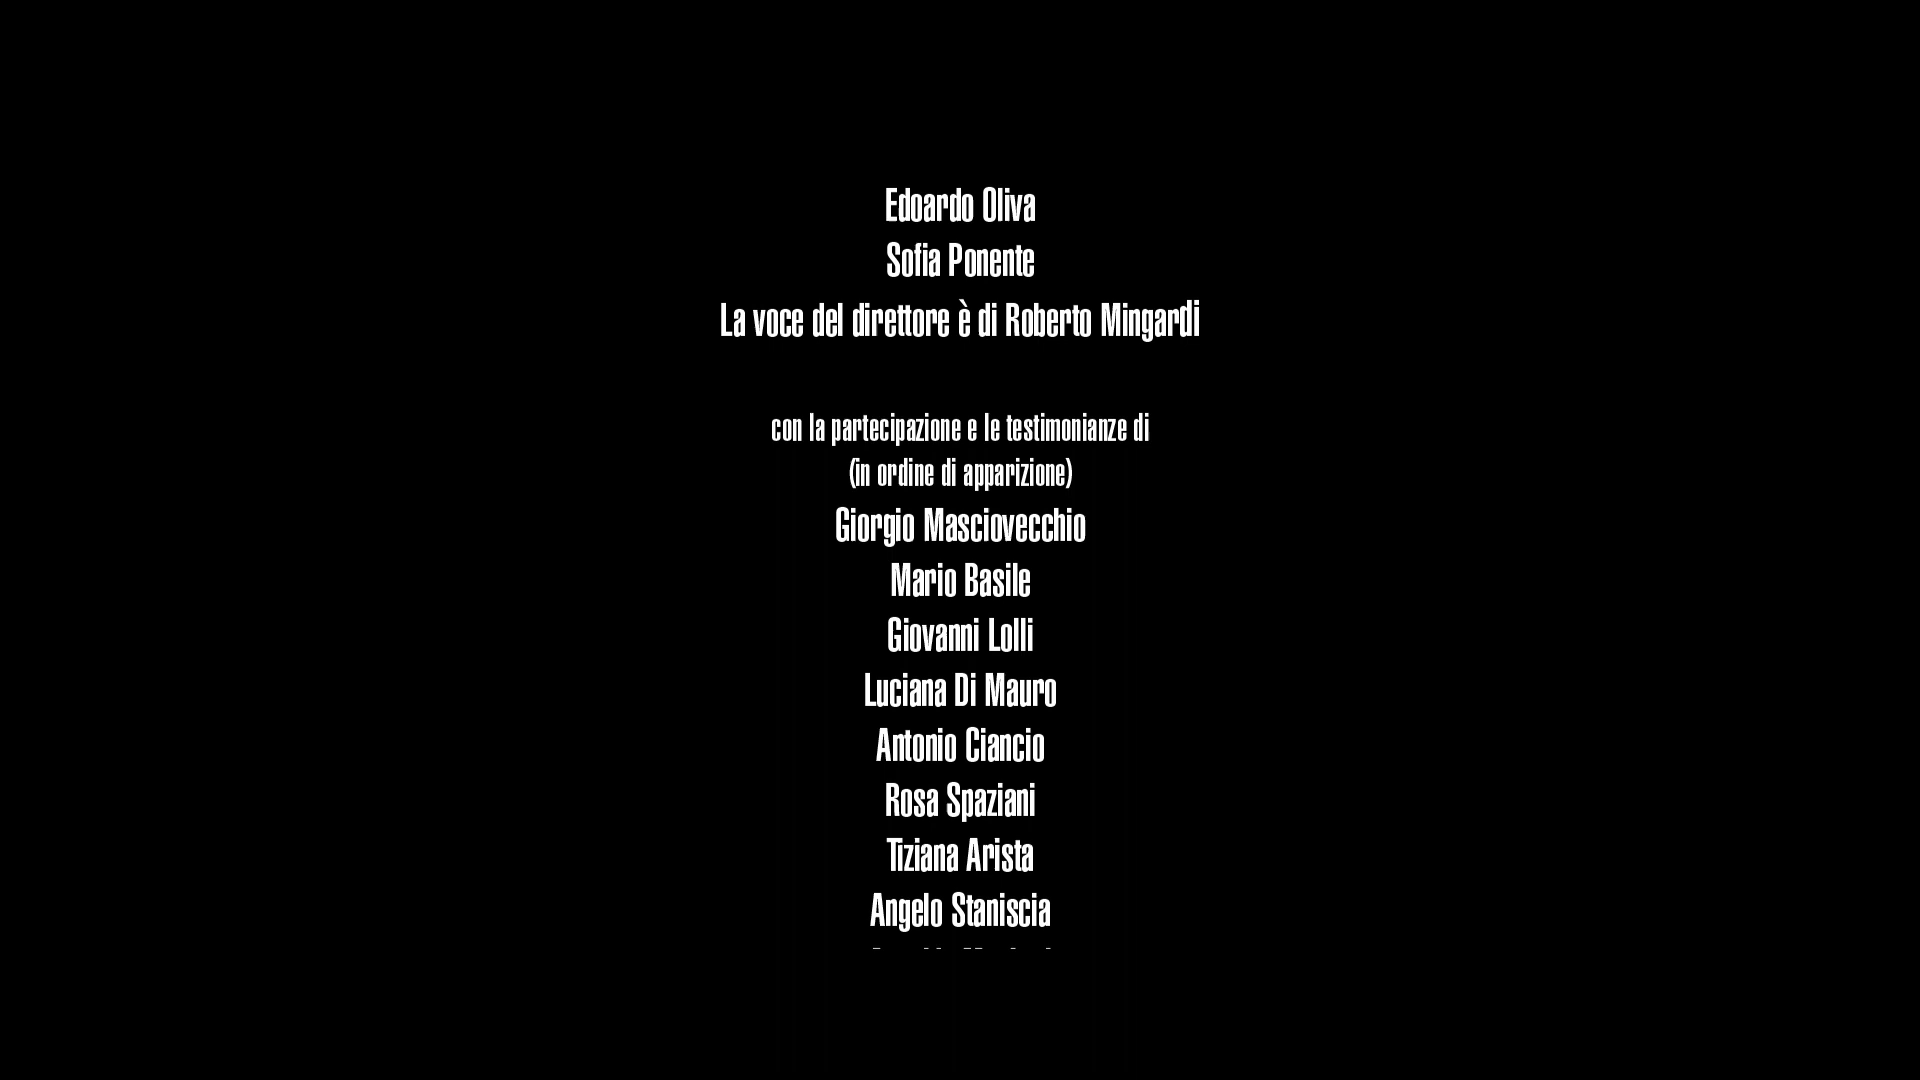 Edoardo Oliva
Sofia Ponente
La voce del direttore è di Roberto Mingardi
con la partecipazione e le testimonianze di
(in ordine di apparizione)
Giorgio Masciovecchio
Mario Basile
Giovanni Lolli
Luciana Di Mauro
Antonio Ciancio
Rosa Spaziani
Tiziana Arista
Angelo Staniscia